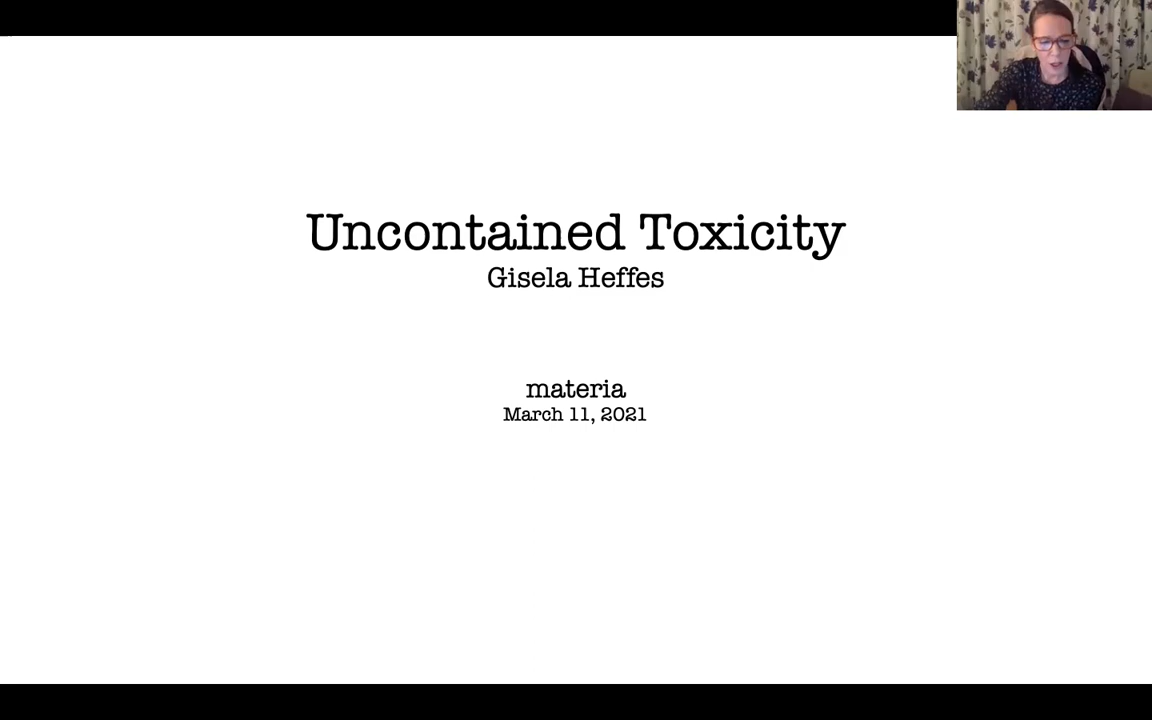 Uncontained Toxicity
Gisela Heffes
materia
March 11, 2021